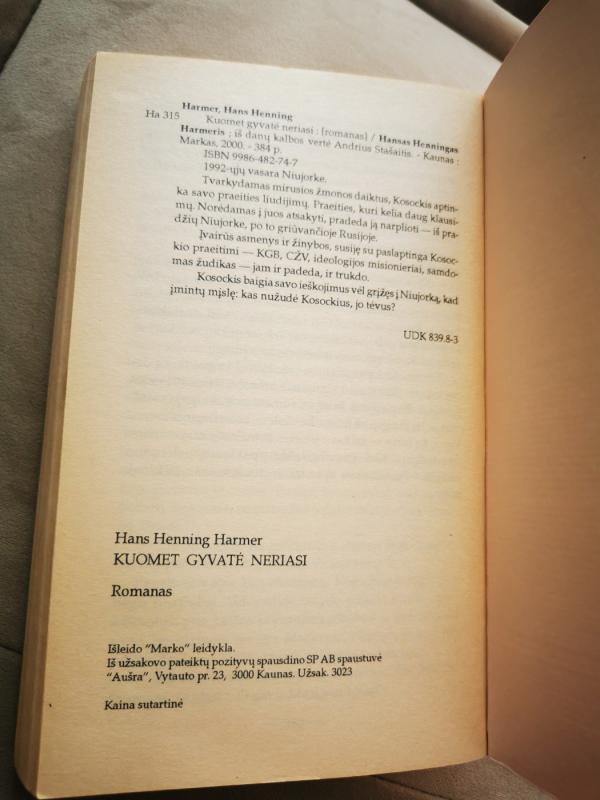 Harmer, Hans Henning
Ha 315 Kuomet gyvatė neriasi : [romanas] / Hansas Henningas
Harmeris ; iš danų kalbos vertė Andrius Stašaitis. - Kaunas :
Markas, 2000. - 384 p.
ISBN 9986-482-74-7
1992-ųjų vasara Niujorke.
Tvarkydamas mirusios žmonos daiktus, Kosockis aptin-
ka savo praeities liudijimų. Praeities, kuri kelia daug klausi-
mų. Norėdamas į juos atsakyti, pradeda ją narplioti — iš pra-
džių Niujorke, po to griūvančioje Rusijoje.
Įvairūs asmenys ir žinybos, susiję su paslaptinga Kosoc-
kio praeitimi — KGB, CŽV, ideologijos misionieriai, samdo-
mas žudikas — jam ir padeda, ir trukdo.
Kosockis baigia savo ieškojimus vėl grįžęs į Niujorką, kad
įmintų mįslę: kas nužudė Kosockius, jo tėvus?
UDK 839.8-3
Hans Henning Harmer
KUOMET GYVATĖ NERIASI
Romanas
Išleido "Marko" leidykla.
Iš užsakovo pateiktų pozityvų spausdino SP AB spaustuvė
"Aušra", Vytauto pr. 23, 3000 Kaunas. Užsak. 3023
Kaina sutartinė